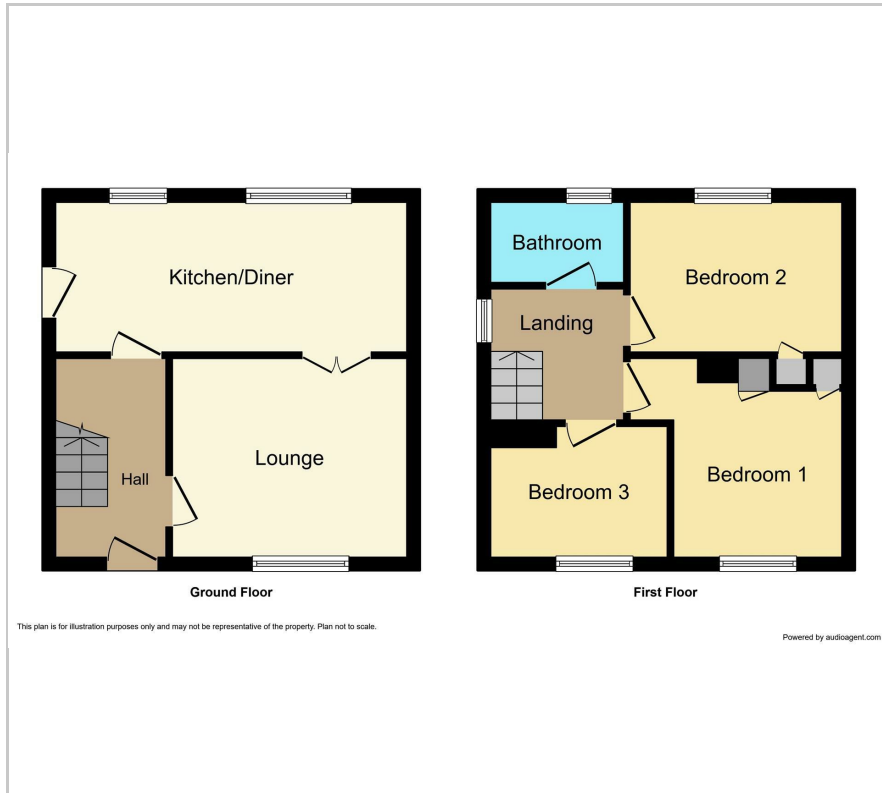 Kitchen/Diner
Hall
Lounge
Ground Floor
Bathroom
Bedroom 2
Landing
Bedroom 3
Bedroom 1
First Floor
This plan is for illustration purposes only and may not be representative of the property. Plan not to scale.
Powered by audioagent.com